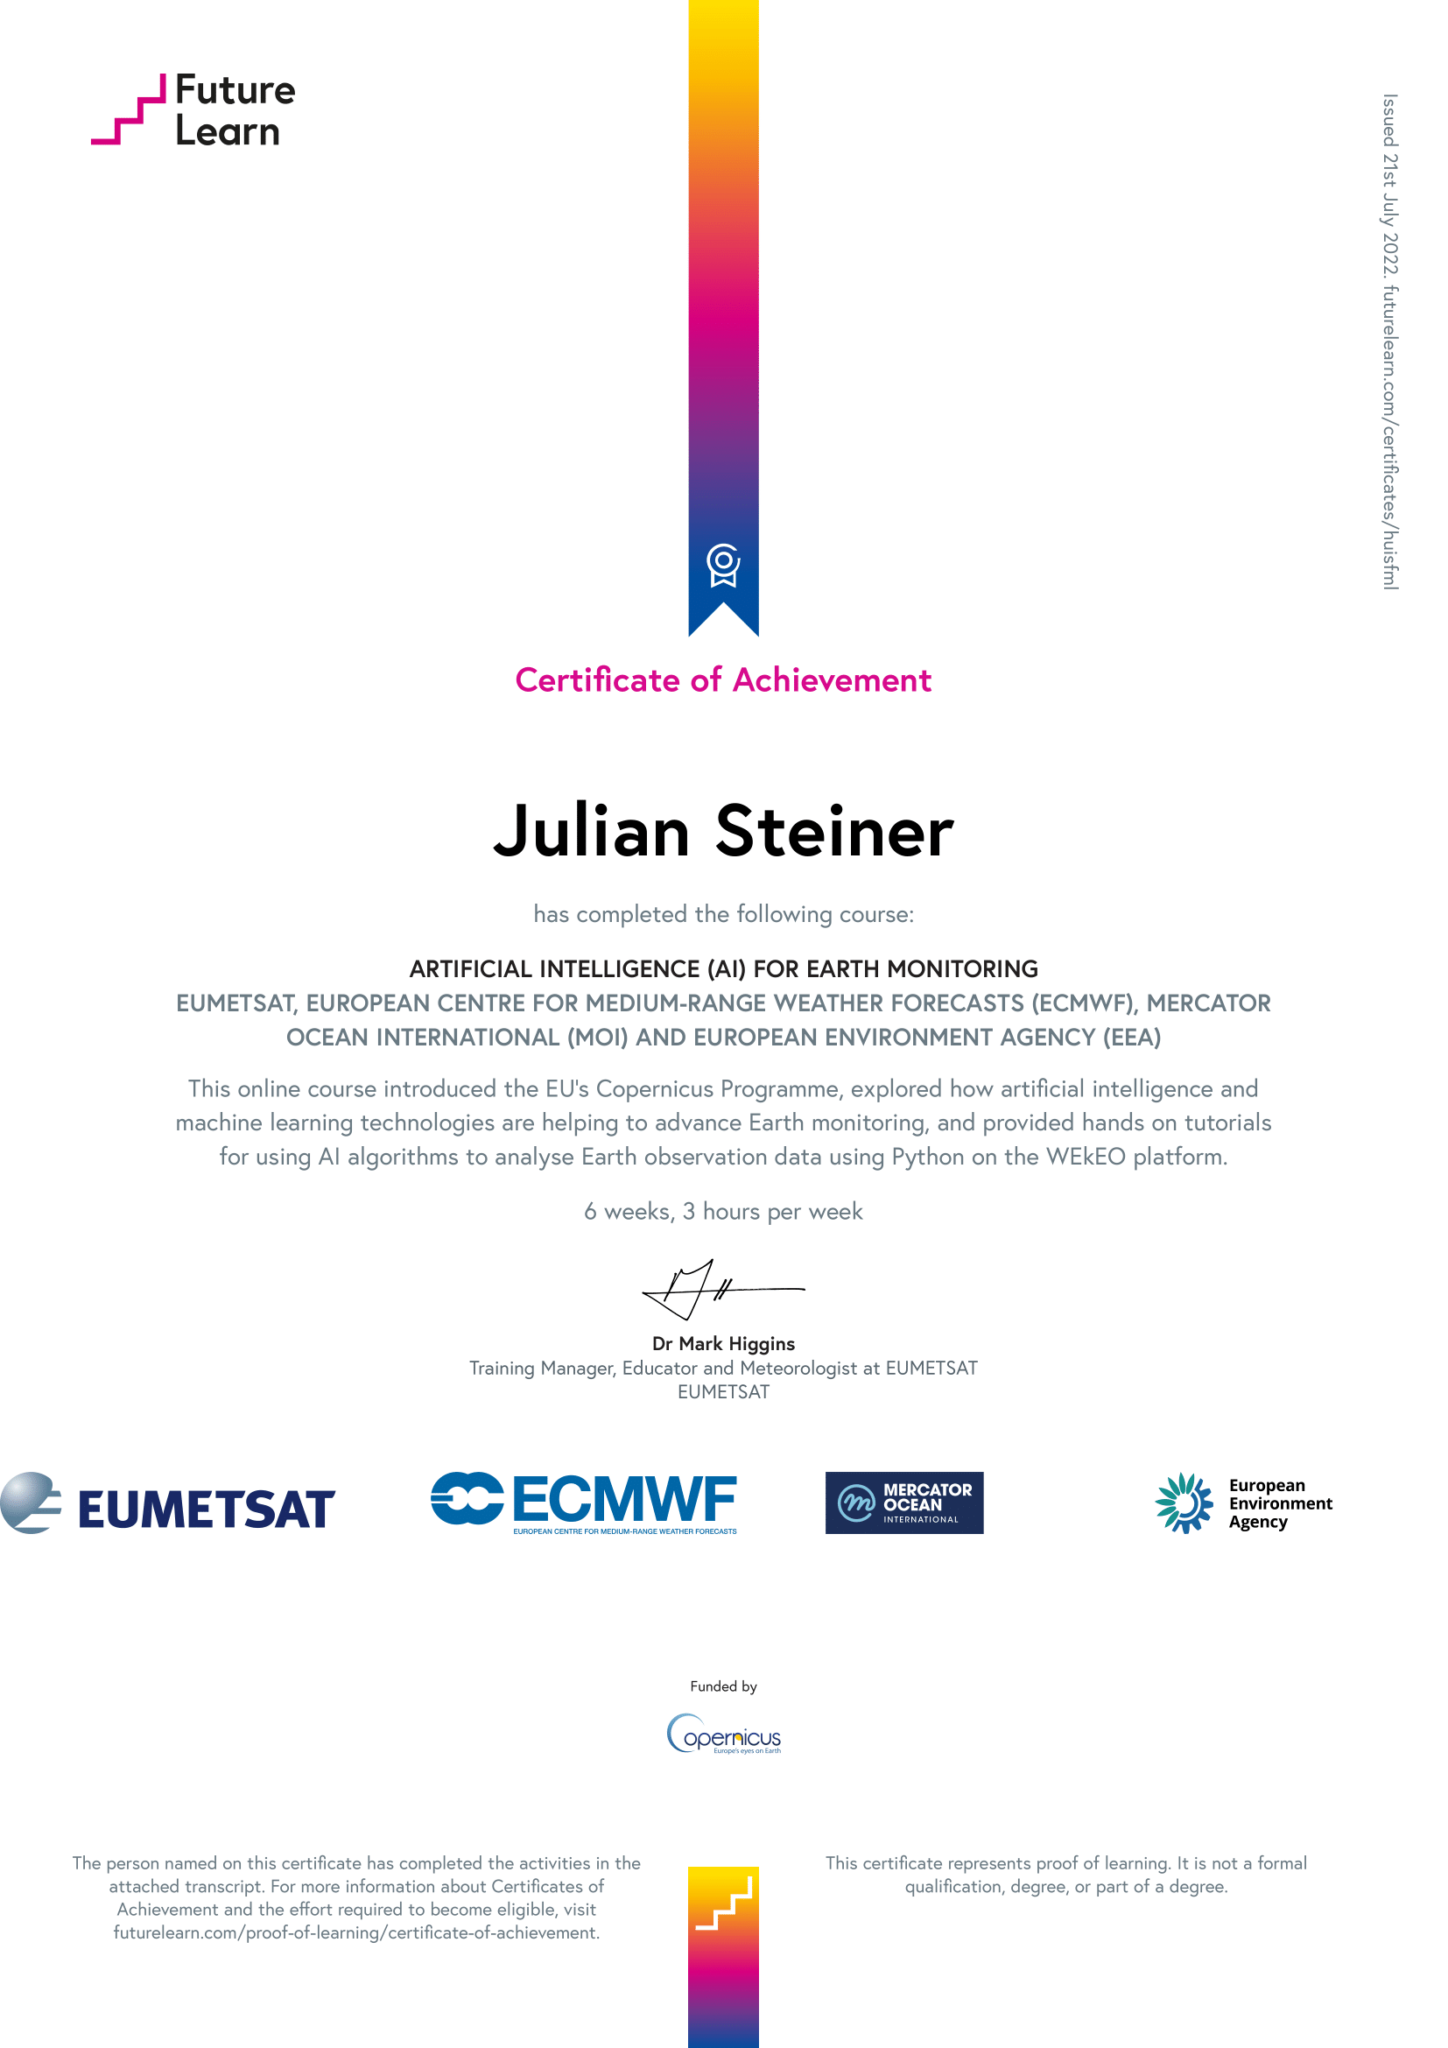 Future
Learn
Issued 21st July 2022. futurelearn.com/certificates/huisfml
Certificate of Achievement
Julian Steiner
has completed the following course:
ARTIFICIAL INTELLIGENCE (AI) FOR EARTH MONITORING
EUMETSAT, EUROPEAN CENTRE FOR MEDIUM-RANGE WEATHER FORECASTS (ECMWF), MERCATOR
OCEAN INTERNATIONAL (MOI) AND EUROPEAN ENVIRONMENT AGENCY (EEA)
This online course introduced the EU's Copernicus Programme, explored how artificial intelligence and
machine learning technologies are helping to advance Earth monitoring, and provided hands on tutorials
for using AI algorithms to analyse Earth observation data using Python on the WEkEO platform.
6 weeks, 3 hours per week
Dr Mark Higgins
Training Manager, Educator and Meteorologist at EUMETSAT
EUMETSAT
EUMETSAT
ECMWF
EUROPEAN CENTRE FOR MEDIUM-RANGE WEATHER FORECASTS
MERCATOR
OCEAN
INTERNATIONAL
European
Environment
Agency
Funded by
Copernicus
Europe's eyes on Earth
The person named on this certificate has completed the activities in the
attached transcript. For more information about Certificates of
Achievement and the effort required to become eligible, visit
futurelearn.com/proof-of-learning/certificate-of-achievement.
This certificate represents proof of learning. It is not a formal
qualification, degree, or part of a degree.